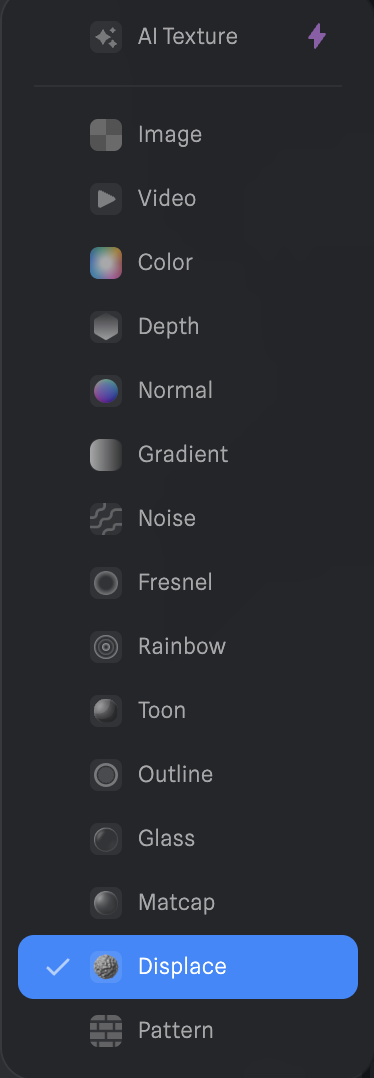 AI Texture
Image
Video
Color
Depth
Normal
Gradient
Noise
Fresnel
Rainbow
Toon
Outline
Glass
Matcap
Displace
Pattern